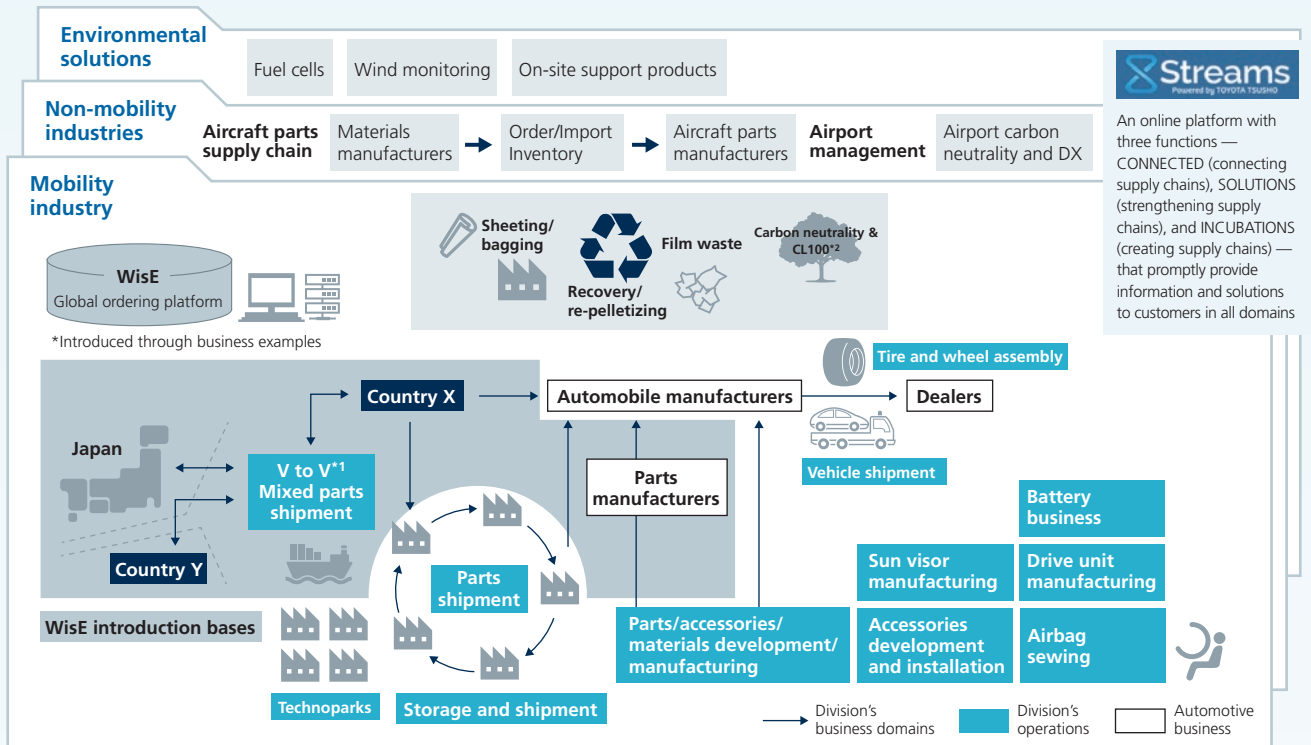 Environmental
solutions
Fuel cells
Wind monitoring
On-site support products
Streams
Powered by TOYOTA TSUSHO
An online platform with
three functions —
CONNECTED (connecting
supply chains), SOLUTIONS
(strengthening supply
chains), and INCUBATIONS
(creating supply chains) —
that promptly provide
information and solutions
to customers in all domains
Non-mobility
industries
Aircraft parts
supply chain
Materials
manufacturers
Order/Import
Inventory
Aircraft parts
manufacturers
Airport
management
Airport carbon
neutrality and DX
Mobility
industry
WisE
Global ordering platform
*Introduced through business examples
Sheeting/
bagging
Recovery/
re-pelletizing
Film waste
Carbon neutrality &
CL100*2
Tire and wheel assembly
Country X
Automobile manufacturers
Dealers
Japan
V to V*1
Mixed parts
shipment
Country Y
Parts
manufacturers
Vehicle shipment
Parts
shipment
Battery
business
Sun visor
manufacturing
Drive unit
manufacturing
WisE introduction bases
Parts/accessories/
materials development/
manufacturing
Accessories
development
and installation
Airbag
sewing
Technoparks
Storage and shipment
Division's
business domains
Division's
operations
Automotive
business